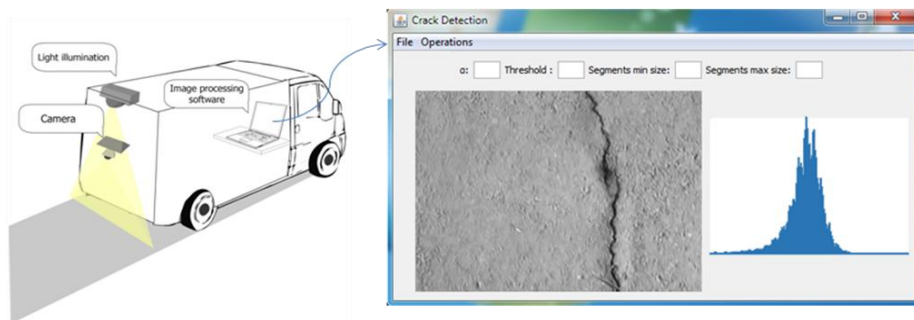 Light illumination
Camera
Image processing
software
Crack Detection
File Operations
α: Threshold : Segments min size: Segments max size: